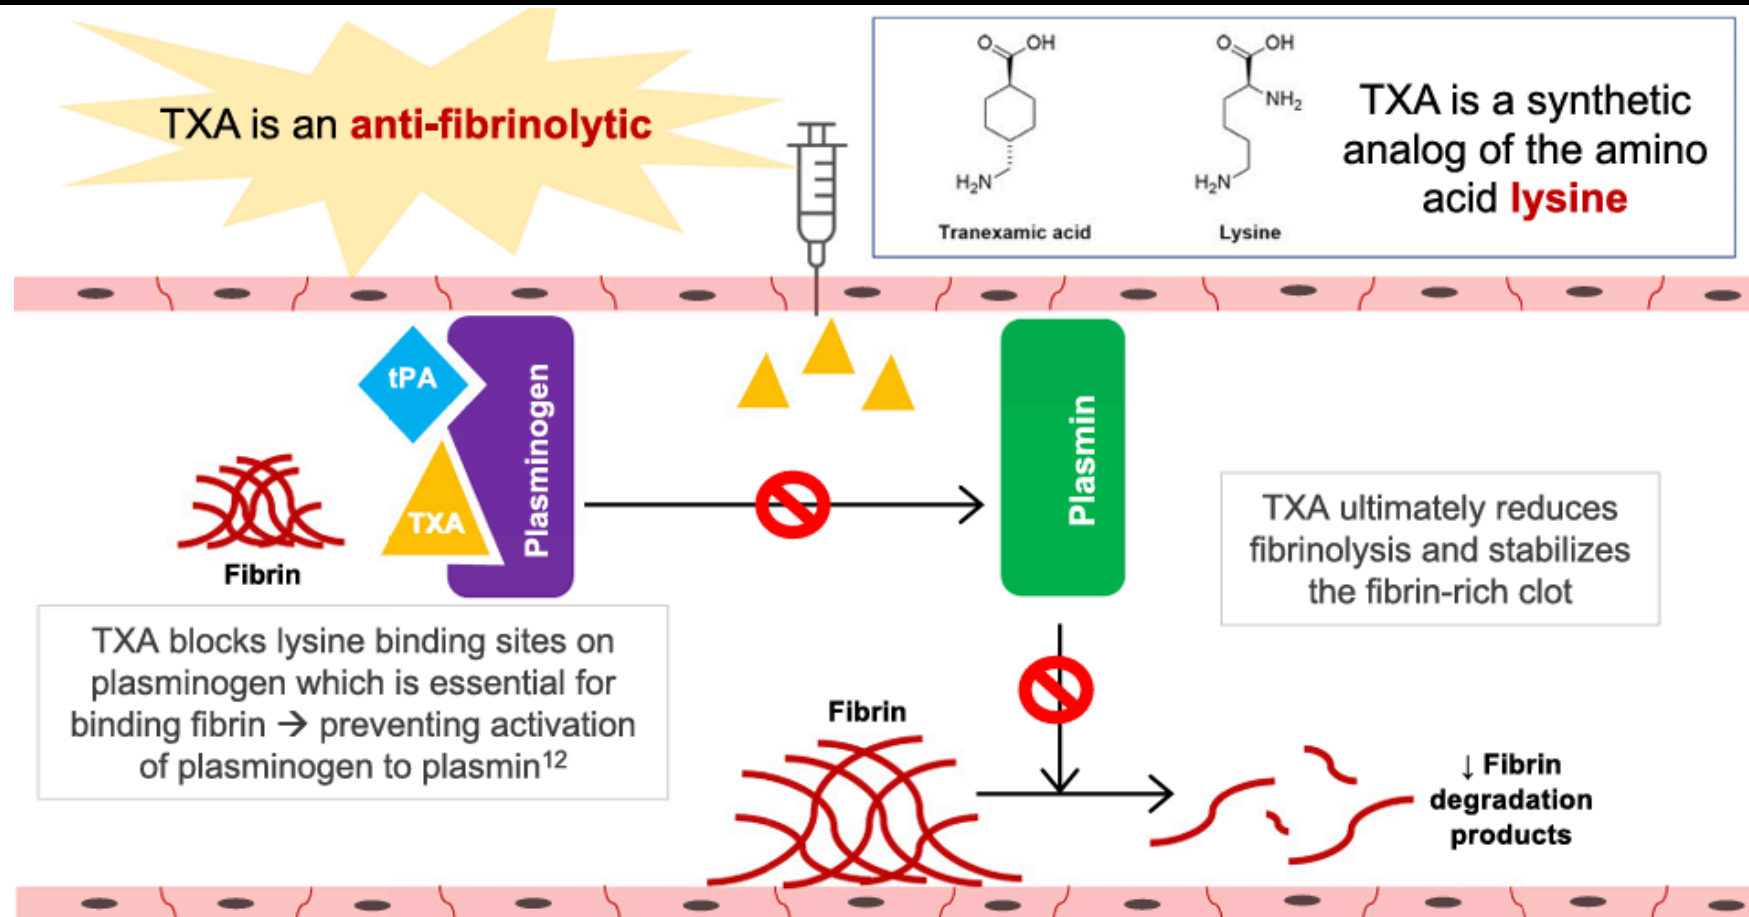 TXA is an anti-fibrinolytic
O
OH
H₂N
Tranexamic acid
O
OH
NH₂
H₂N
Lysine
TXA is a synthetic
analog of the amino
acid lysine
tPA
TXA
Plasminogen
Fibrin
Plasmin
TXA blocks lysine binding sites on
plasminogen which is essential for
binding fibrin → preventing activation
of plasminogen to plasmin¹²
TXA ultimately reduces
fibrinolysis and stabilizes
the fibrin-rich clot
Fibrin
↓ Fibrin
degradation
products